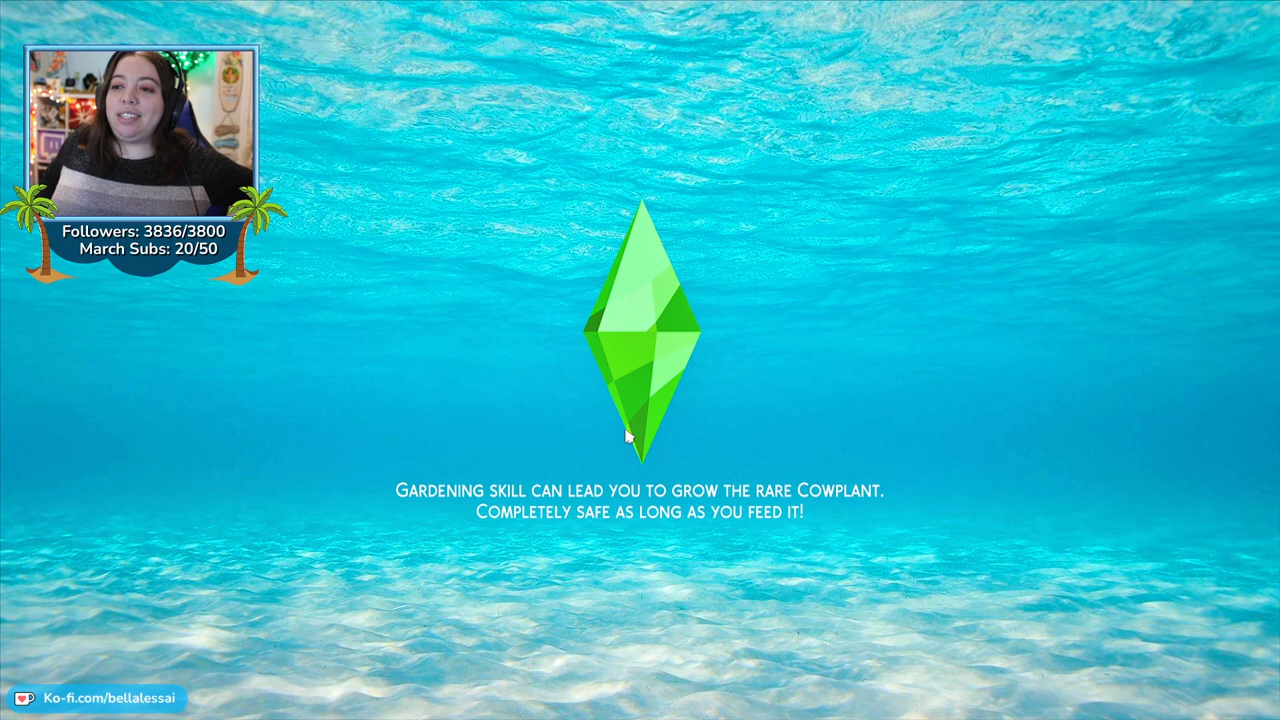 Followers: 3836/3800
March Subs: 20/50
GARDENING SKILL CAN LEAD YOU TO GROW THE RARE COWPLANT.
COMPLETELY SAFE AS LONG AS YOU FEED IT!
Ko-fi.com/bellalessai